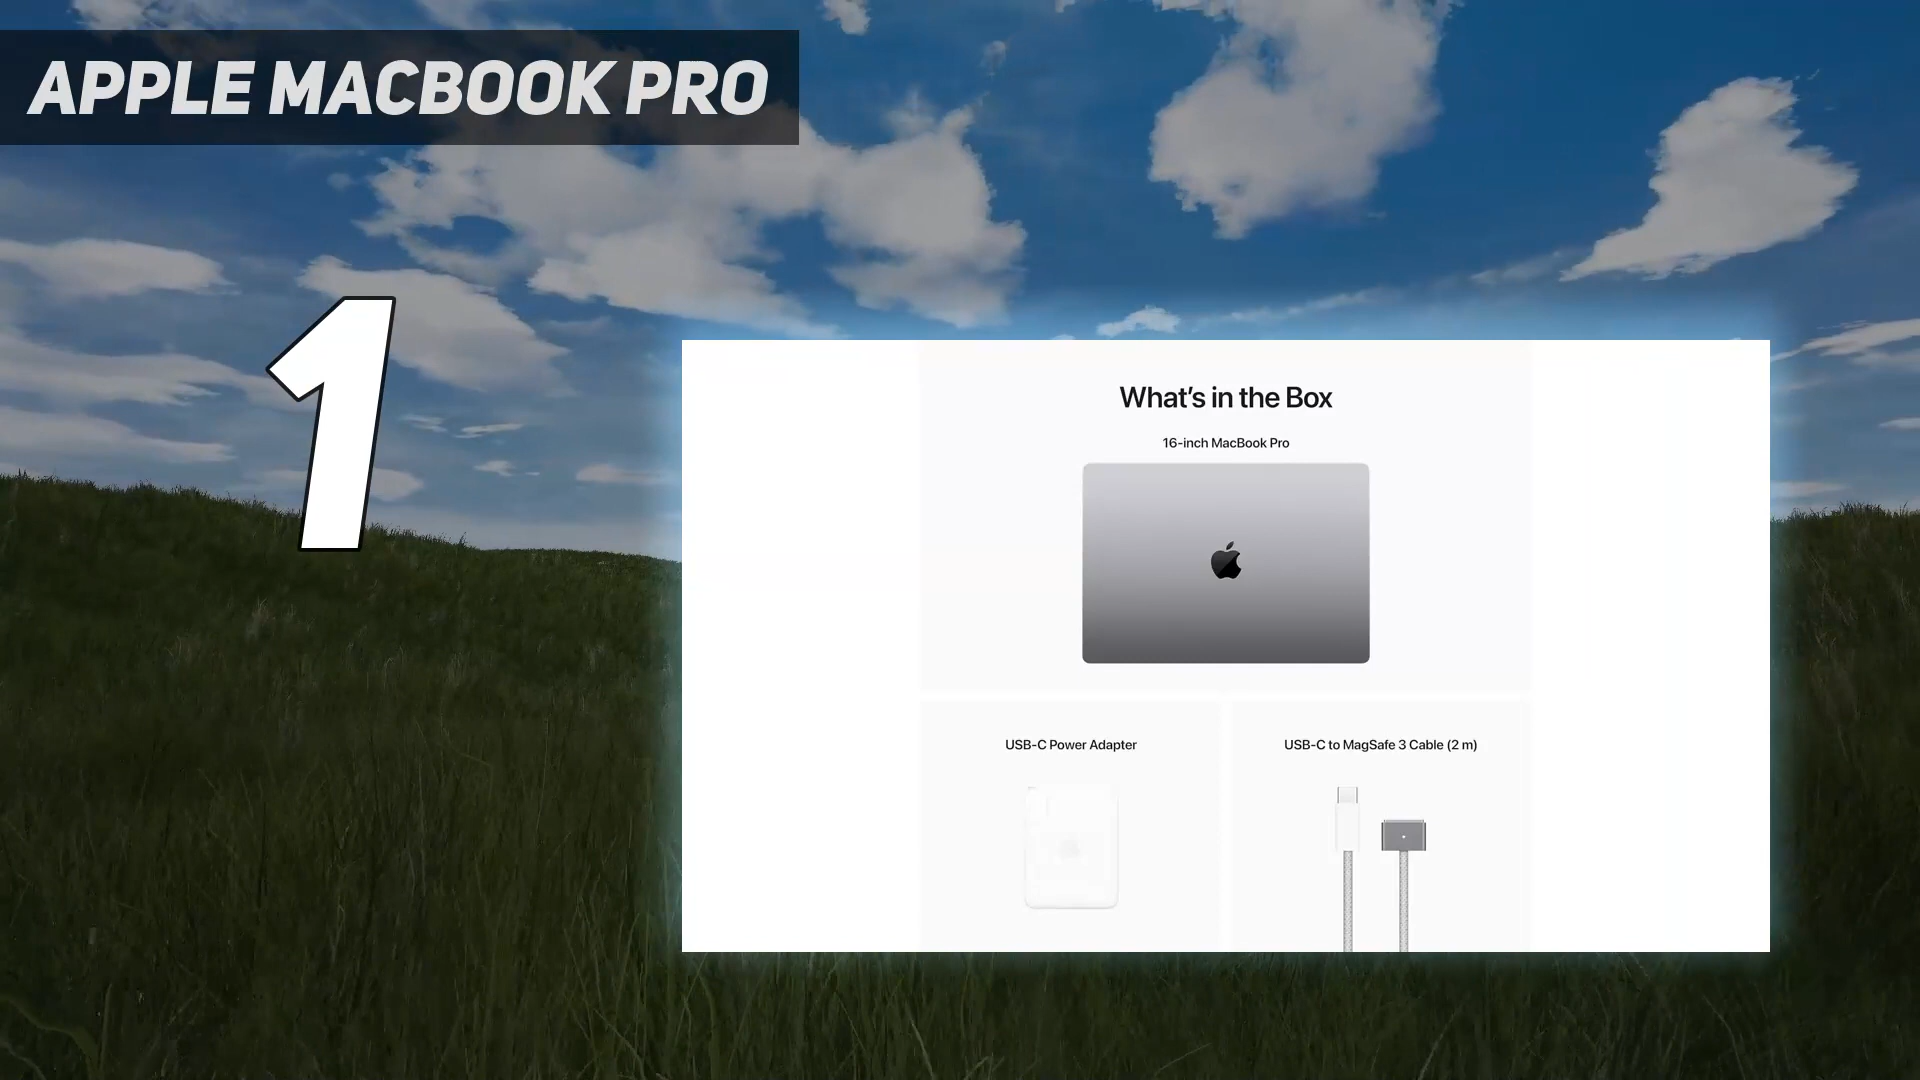 APPLE MACBOOK PRO
1
What's in the Box
16-inch MacBook Pro
USB-C Power Adapter
USB-C to MagSafe 3 Cable (2 m)